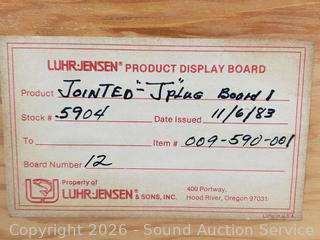 LUHR-JENSEN® PRODUCT DISPLAY BOARD
Product JOINTED-"J"PLUG BOARD 1
Stock # 5904 Date Issued 11/6/83
To Item # 009-590-001
Board Number 12
Property of
LUHR-JENSEN & SONS, INC.
400 Portway,
Hood River, Oregon 97031
Copyright 2026 - Sound Auction Service